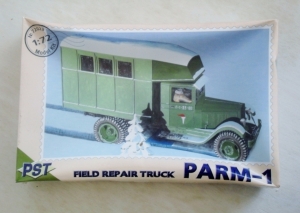 1:72
PST
FIELD REPAIR TRUCK PARM-1